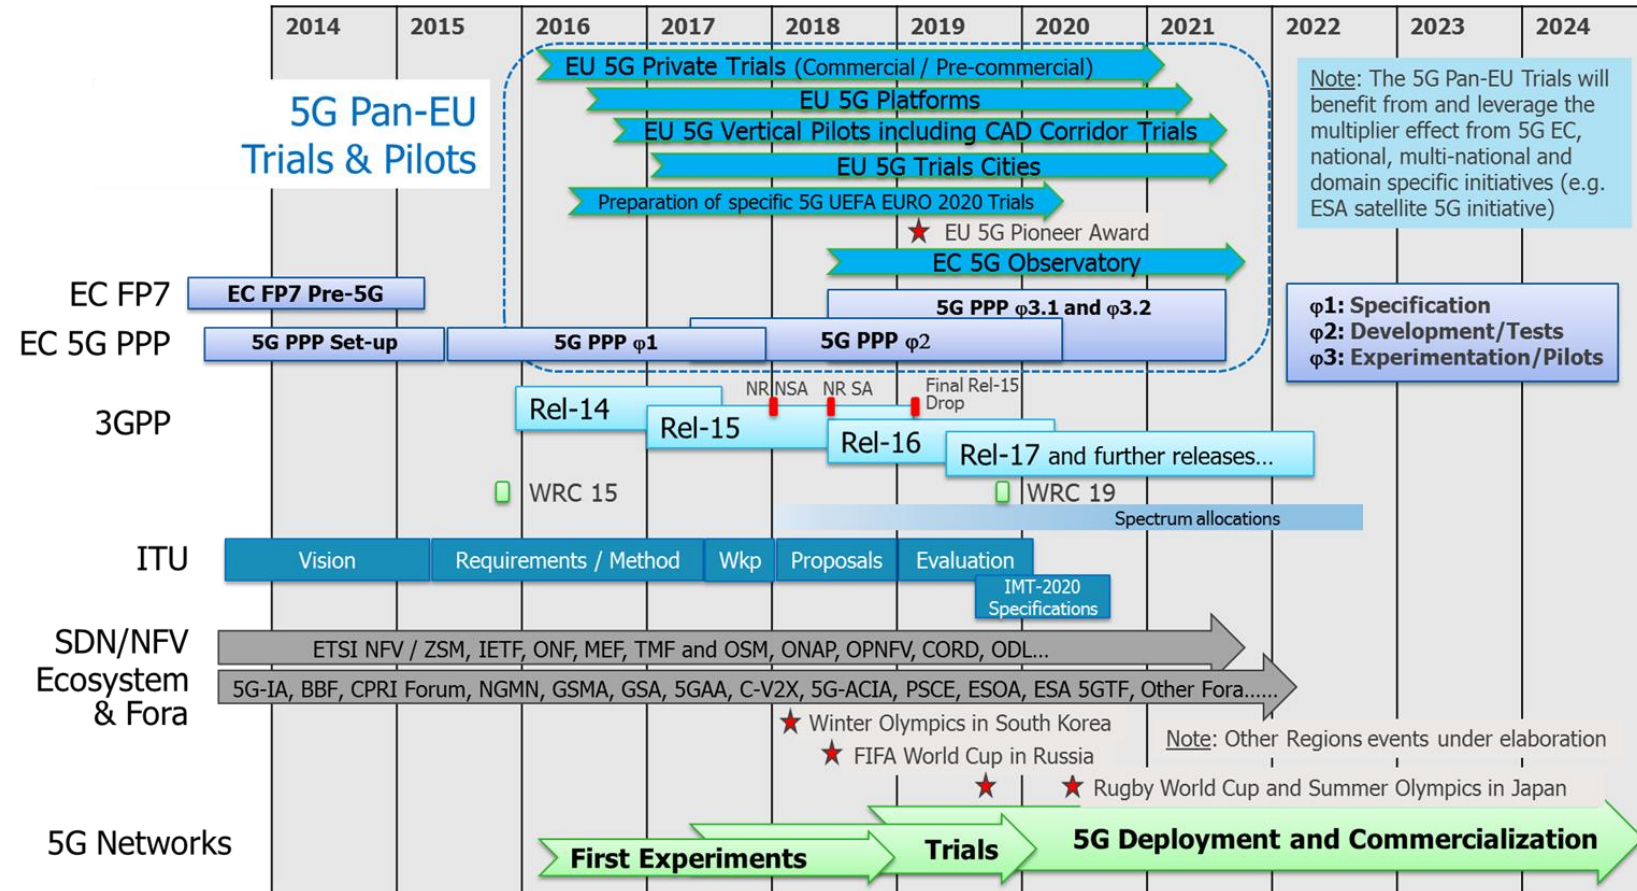 2014 2015 2016 2017 2018 2019 2020 2021 2022 2023 2024
5G Pan-EU
Trials & Pilots
EU 5G Private Trials (Commercial / Pre-commercial)
EU 5G Platforms
EU 5G Vertical Pilots including CAD Corridor Trials
EU 5G Trials Cities
Preparation of specific 5G UEFA EURO 2020 Trials
EU 5G Pioneer Award
EC 5G Observatory
Note: The 5G Pan-EU Trials will
benefit from and leverage the
multiplier effect from 5G EC,
national, multi-national and
domain specific initiatives (e.g.
ESA satellite 5G initiative)
EC FP7
EC FP7 Pre-5G
5G PPP φ3.1 and φ3.2
EC 5G PPP
5G PPP Set-up
5G PPP φ1
5G PPP φ2
φ1: Specification
φ2: Development/Tests
φ3: Experimentation/Pilots
3GPP
NR NSA
NR SA
Final Rel-15
Drop
Rel-14
Rel-15
Rel-16
Rel-17 and further releases...
WRC 15
WRC 19
Spectrum allocations
ITU
Vision
Requirements / Method
Wkp
Proposals
Evaluation
IMT-2020
Specifications
SDN/NFV
ETSI NFV / ZSM, IETF, ONF, MEF, TMF and OSM, ONAP, OPNFV, CORD, ODL...
Ecosystem
& Fora
5G-IA, BBF, CPRI Forum, NGMN, GSMA, GSA, 5GAA, C-V2X, 5G-ACIA, PSCE, ESOA, ESA 5GTF, Other Fora......
Winter Olympics in South Korea
FIFA World Cup in Russia
Note: Other Regions events under elaboration
Rugby World Cup and Summer Olympics in Japan
5G Networks
First Experiments
Trials
5G Deployment and Commercialization